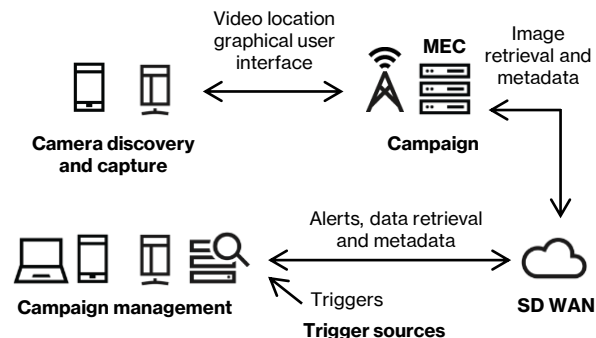 Video location
graphical user
interface
MEC
Image
retrieval and
metadata
Camera discovery
and capture
Campaign
Alerts, data retrieval
and metadata
Campaign management
Triggers
Trigger sources
SD WAN